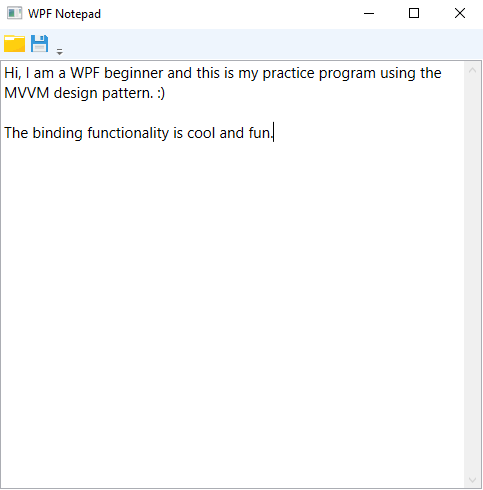 WPF Notepad
Hi, I am a WPF beginner and this is my practice program using the
MVVM design pattern. :)
The binding functionality is cool and fun.